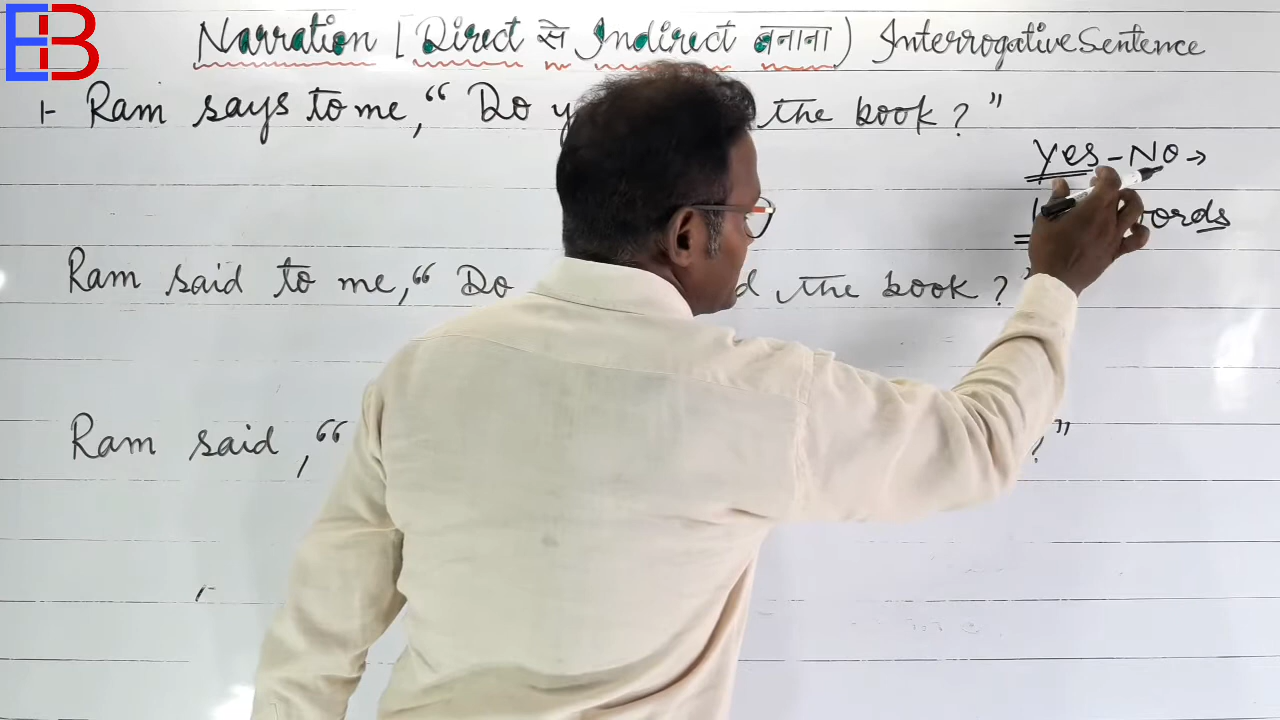 EB
Narration [Direct से Indirect बनाना) Interrogative Sentence
1- Ram says to me, “ Do the book ? ”
Yes - No →
Ram said to me, “ Do the book ?
Ram said , “ ? ”